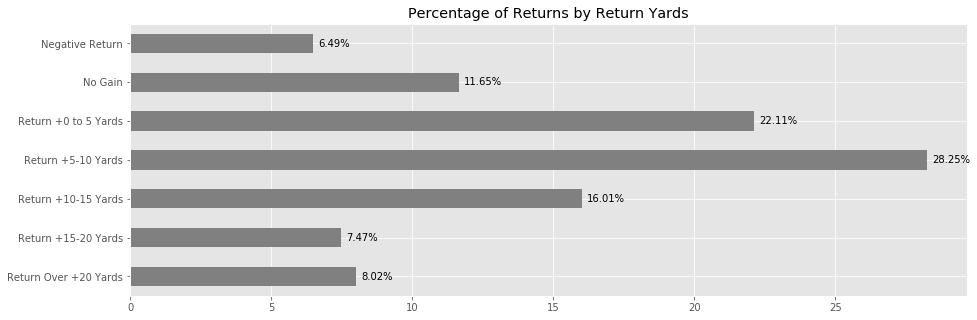 Percentage of Returns by Return Yards
Negative Return 6.49%
No Gain 11.65%
Return +0 to 5 Yards 22.11%
Return +5-10 Yards 28.25%
Return +10-15 Yards 16.01%
Return +15-20 Yards 7.47%
Return Over +20 Yards 8.02%
0 5 10 15 20 25